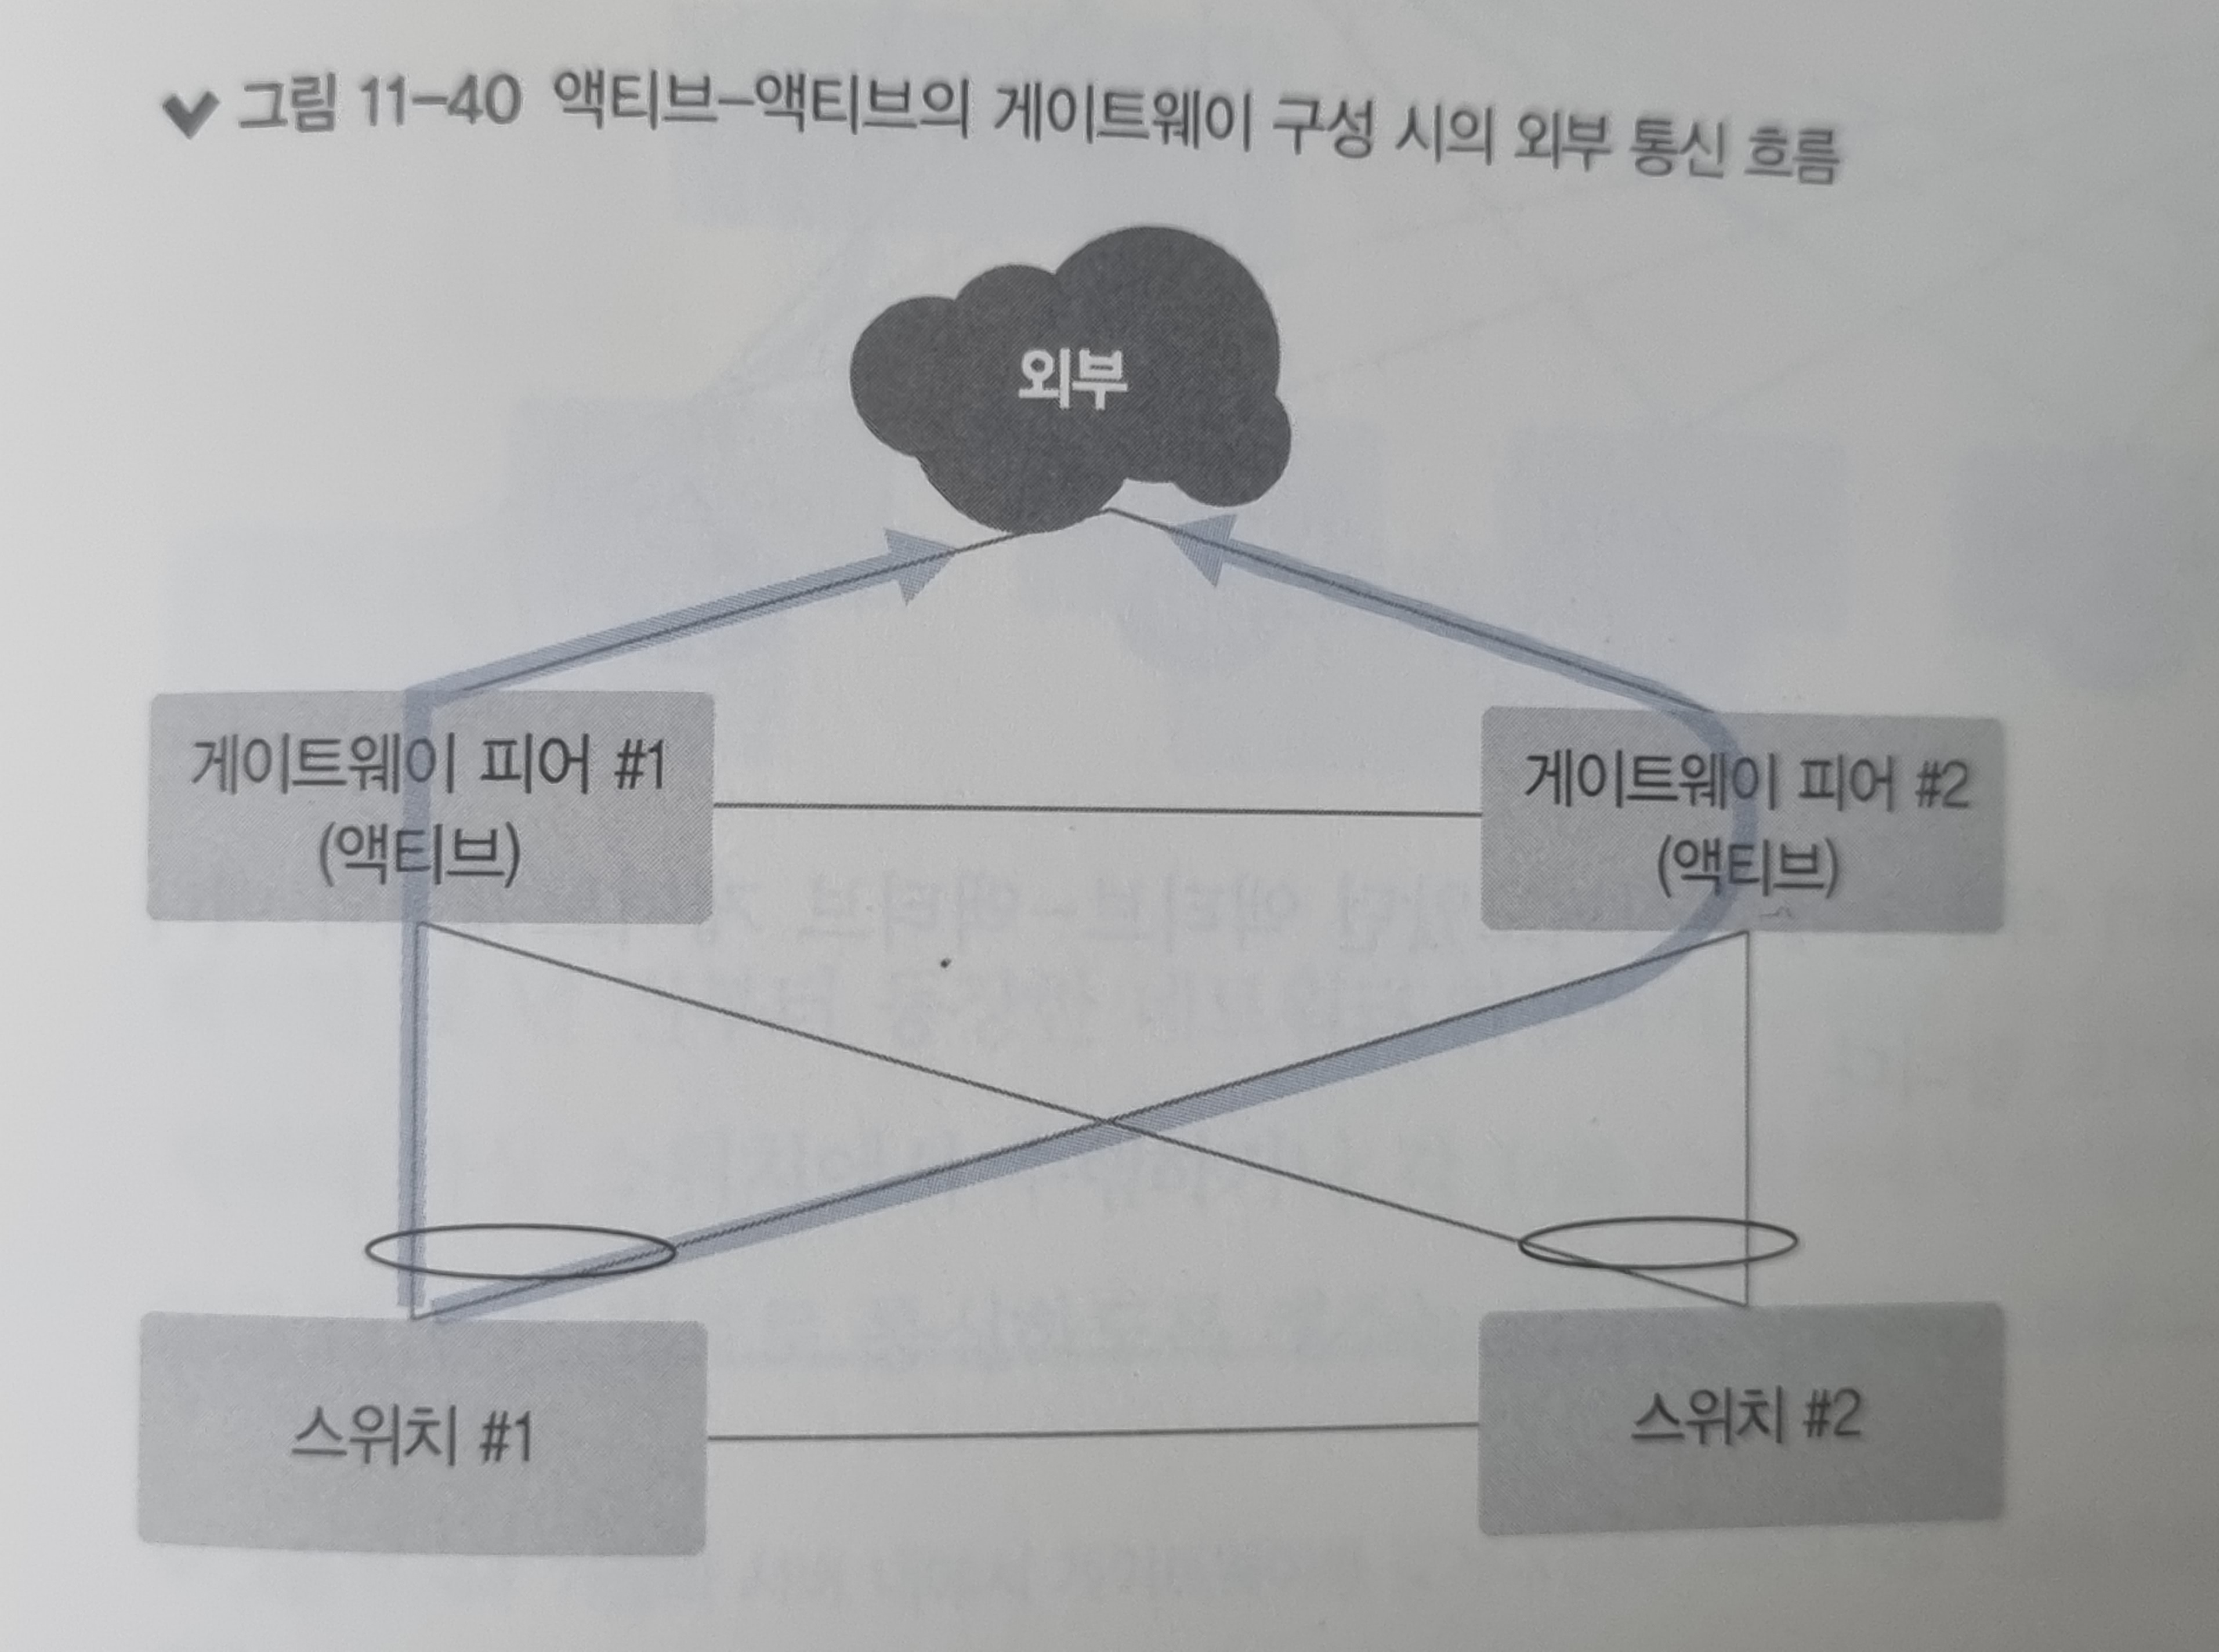 그림 11-40 액티브-액티브의 게이트웨이 구성 시의 외부 통신 흐름
외부
게이트웨이 피어 #1
(액티브)
게이트웨이 피어 #2
(액티브)
스위치 #1
스위치 #2